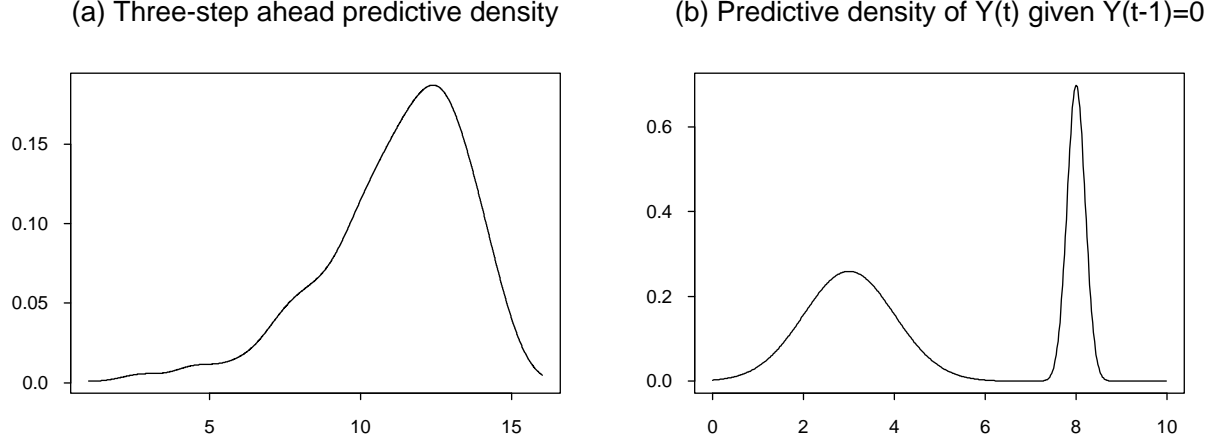 (a) Three-step ahead predictive density
0.15
0.10
0.05
0.0
5 10 15
(b) Predictive density of Y(t) given Y(t-1)=0
0.6
0.4
0.2
0.0
0 2 4 6 8 10